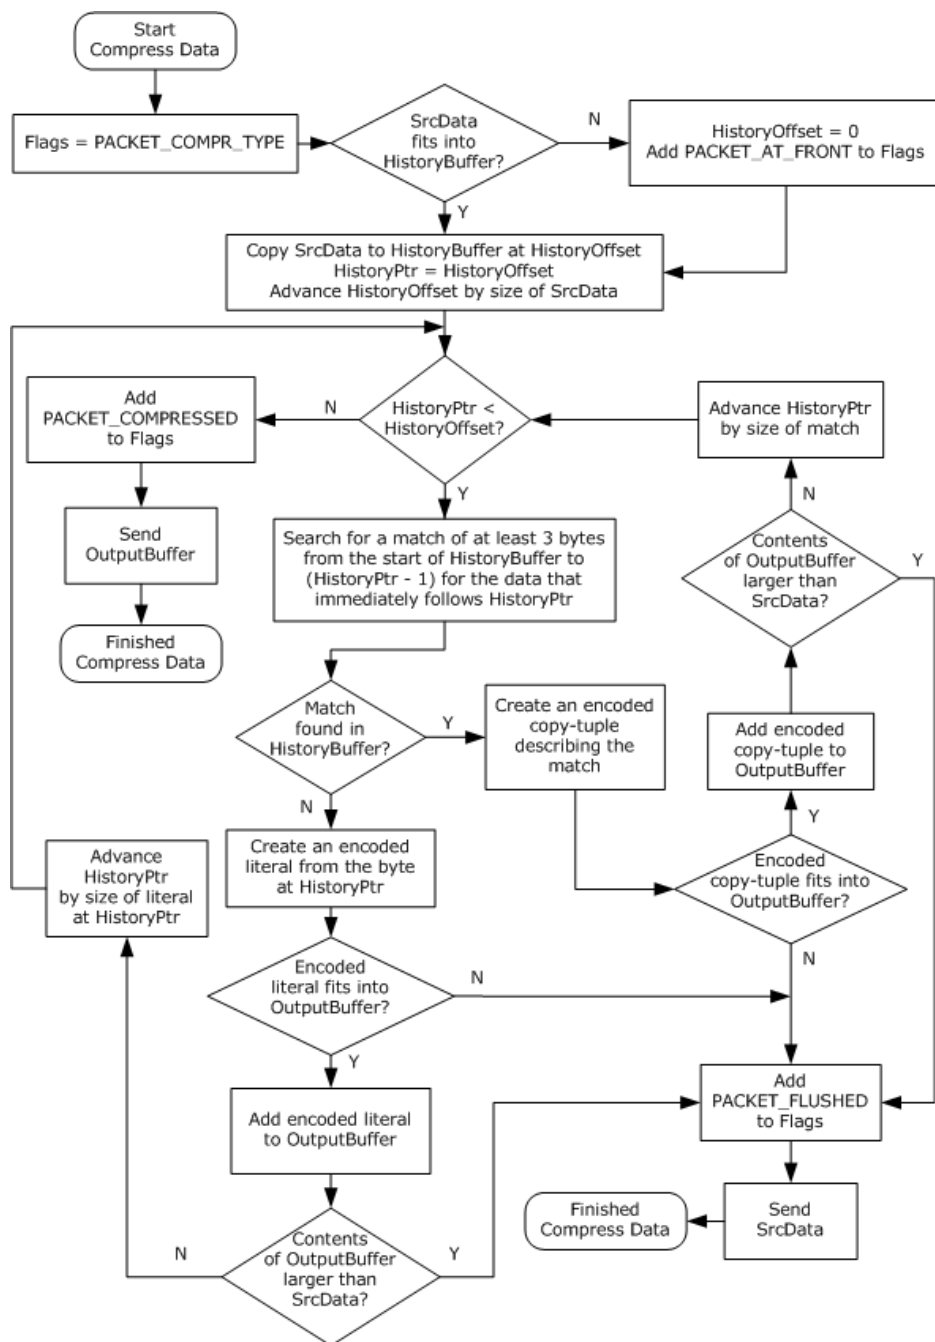 Start
Compress Data
Flags = PACKET_COMPR_TYPE
SrcData
fits into
HistoryBuffer?
N
HistoryOffset = 0
Add PACKET_AT_FRONT to Flags
Y
Copy SrcData to HistoryBuffer at HistoryOffset
HistoryPtr = HistoryOffset
Advance HistoryOffset by size of SrcData
Add
PACKET_COMPRESSED
to Flags
N
HistoryPtr <
HistoryOffset?
Advance HistoryPtr
by size of match
Y
N
Send
OutputBuffer
Search for a match of at least 3 bytes
from the start of HistoryBuffer to
(HistoryPtr - 1) for the data that
immediately follows HistoryPtr
Contents
of OutputBuffer
larger than
SrcData?
Y
Finished
Compress Data
Match
found in
HistoryBuffer?
Y
Create an encoded
copy-tuple
describing the
match
Add encoded
copy-tuple to
OutputBuffer
N
Y
Advance
HistoryPtr
by size of literal
at HistoryPtr
Create an encoded
literal from the byte
at HistoryPtr
Encoded
copy-tuple fits into
OutputBuffer?
N
Encoded
literal fits into
OutputBuffer?
N
Y
Add encoded literal
to OutputBuffer
Add
PACKET_FLUSHED
to Flags
Finished
Compress Data
Send
SrcData
N
Contents
of OutputBuffer
larger than
SrcData?
Y